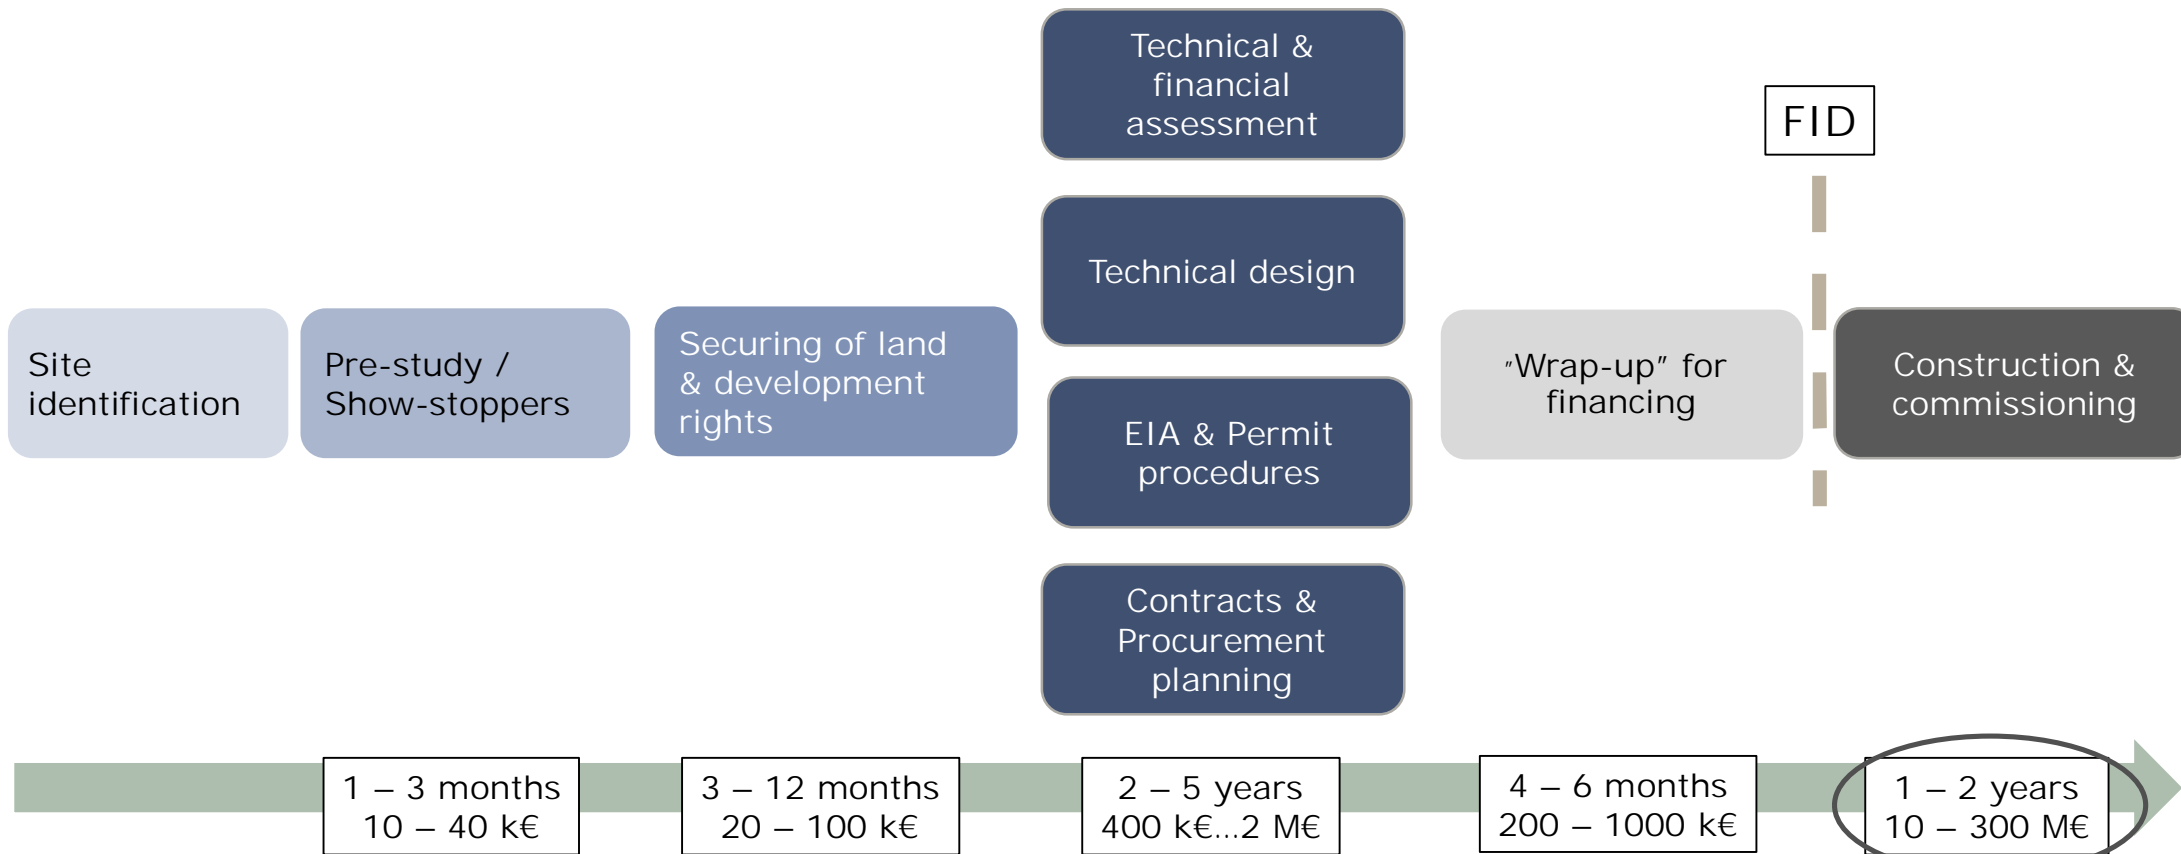 Site
identification
Pre-study /
Show-stoppers
Securing of land
& development
rights
Technical &
financial
assessment
Technical design
EIA & Permit
procedures
Contracts &
Procurement
planning
"Wrap-up” for
financing
FID
Construction &
commissioning
1 – 3 months
10 – 40 k€
3 – 12 months
20 – 100 k€
2 – 5 years
400 k€...2 M€
4 – 6 months
200 – 1000 k€
1 – 2 years
10 – 300 M€